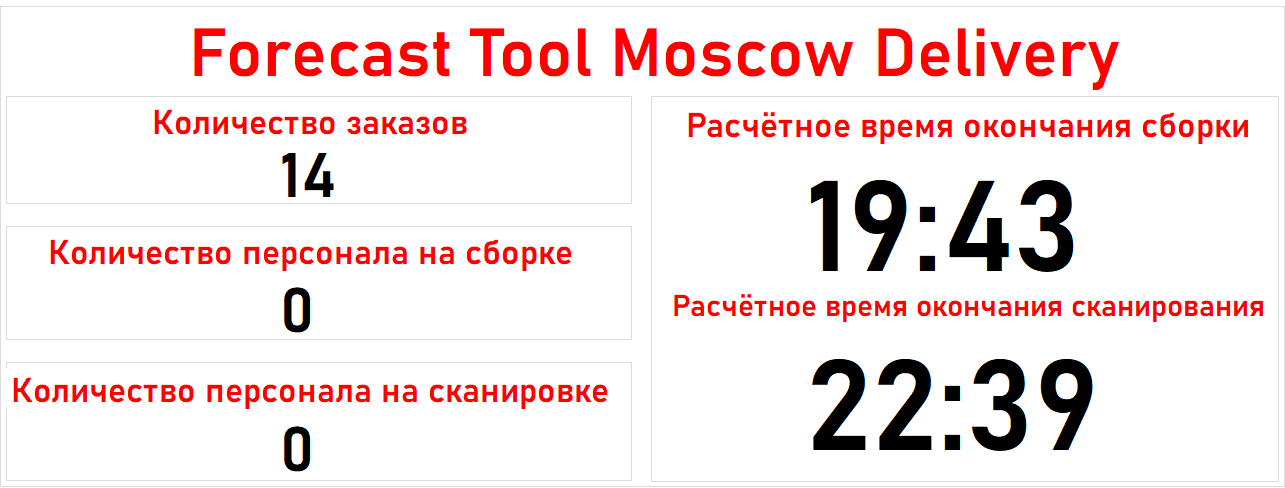 Forecast Tool Moscow Delivery
Количество заказов
14
Количество персонала на сборке
0
Количество персонала на сканировке
0
Расчётное время окончания сборки
19:43
Расчётное время окончания сканирования
22:39